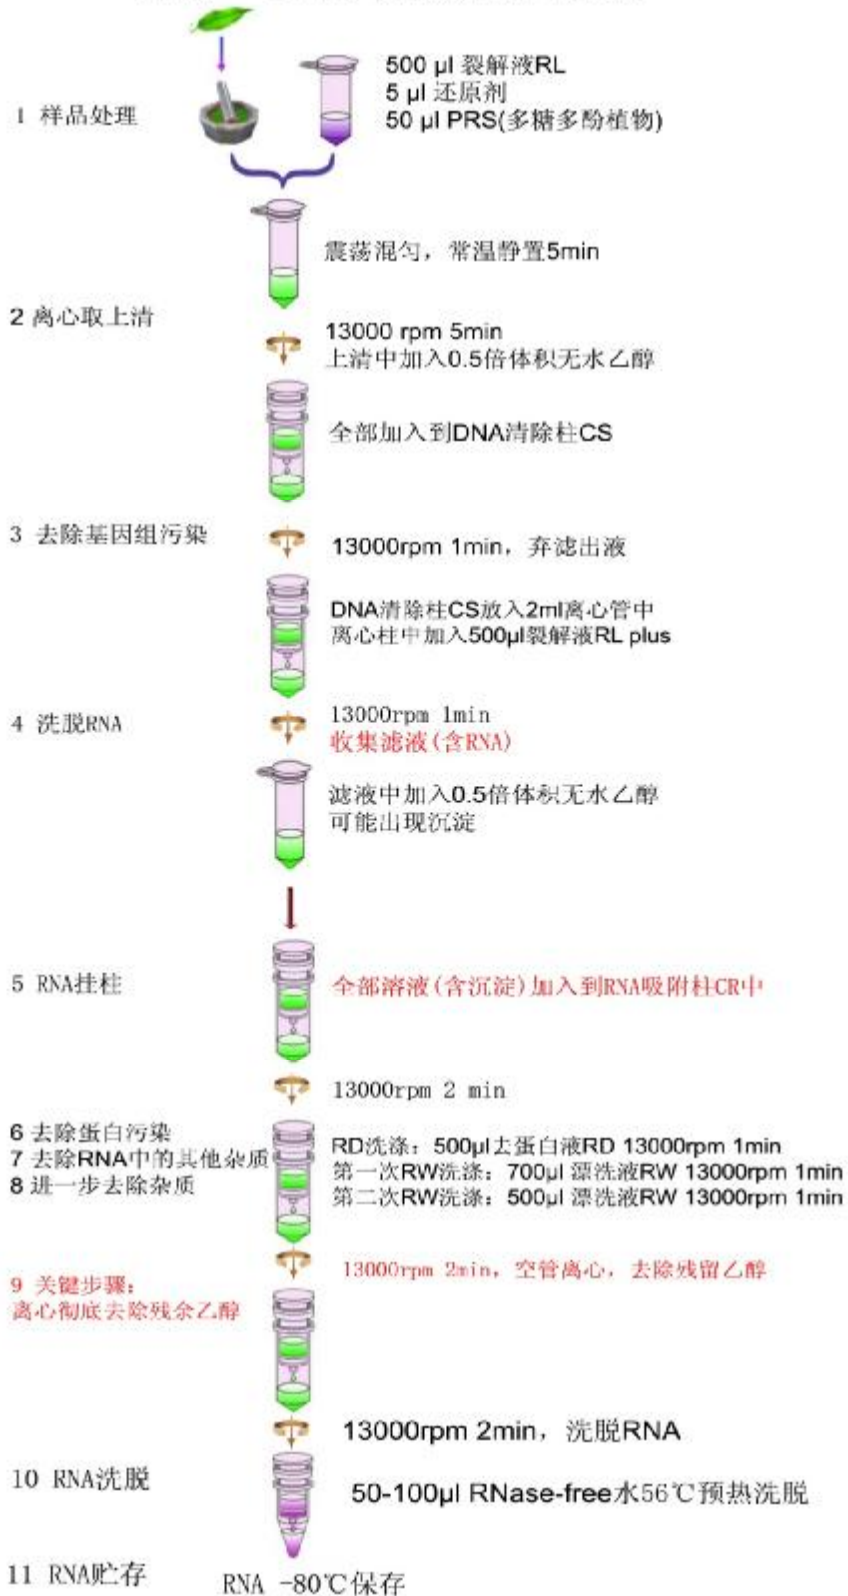 500 μl 裂解液RL
5 μl 还原剂
50 μl PRS(多糖多酚植物)
1 样品处理
震荡混匀，常温静置5min
2 离心取上清
13000 rpm 5min
上清中加入0.5倍体积无水乙醇
全部加入到DNA清除柱CS
3 去除基因组污染
13000rpm 1min，弃滤出液
DNA清除柱CS放入2ml离心管中
离心柱中加入500μl裂解液RL plus
4 洗脱RNA
13000rpm 1min
收集滤液(含RNA)
滤液中加入0.5倍体积无水乙醇
可能出现沉淀
5 RNA挂柱
全部溶液(含沉淀)加入到RNA吸附柱CR中
13000rpm 2 min
6 去除蛋白污染
7 去除RNA中的其他杂质
8 进一步去除杂质
RD洗涤：500μl去蛋白液RD 13000rpm 1min
第一次RW洗涤：700μl 漂洗液RW 13000rpm 1min
第二次RW洗涤：500μl 漂洗液RW 13000rpm 1min
9 关键步骤：
离心彻底去除残余乙醇
13000rpm 2min，空管离心，去除残留乙醇
13000rpm 2min，洗脱RNA
10 RNA洗脱
50-100μl RNase-free水56℃预热洗脱
11 RNA贮存
RNA -80℃保存